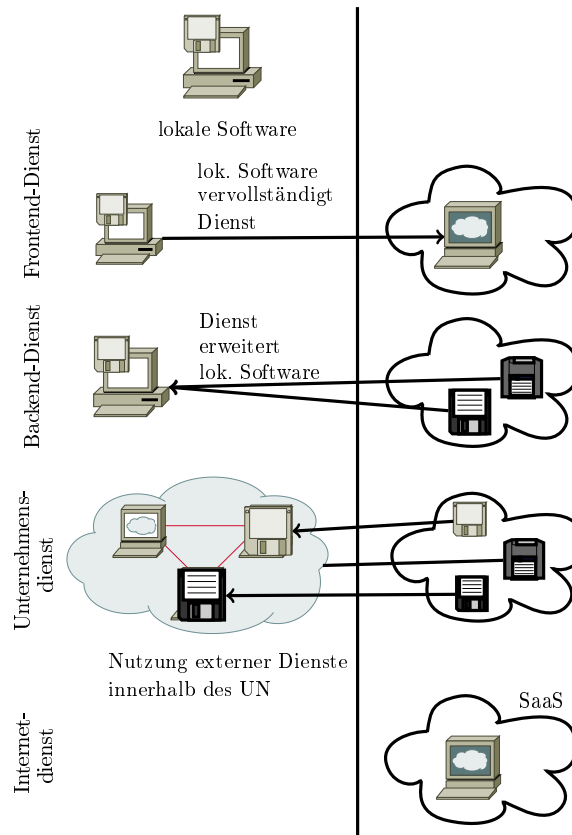 lokale Software
Frontend-Dienst
lok. Software
vervollständigt
Dienst
Backend-Dienst
Dienst
erweitert
lok. Software
Unternehmens-
dienst
Nutzung externer Dienste
innerhalb des UN
Internet-
dienst
SaaS